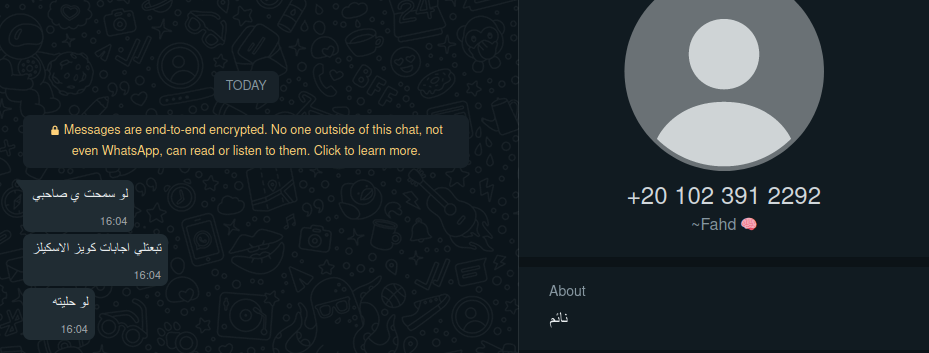 TODAY
Messages are end-to-end encrypted. No one outside of this chat, not
even WhatsApp, can read or listen to them. Click to learn more.
لو سمحت ي صاحبي
16:04
تبعتلي اجابات كويز الاسكيلز
16:04
لو حليته
16:04
+20 102 391 2292
~Fahd 🧠
About
نائم